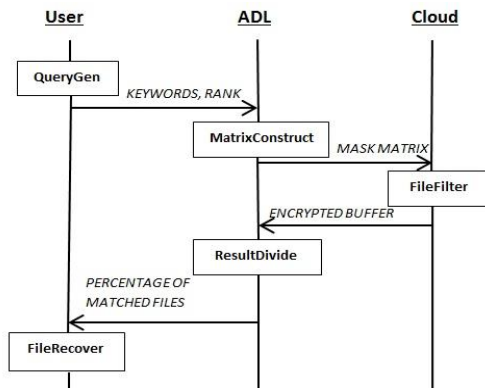 User
ADL
Cloud
QueryGen
KEYWORDS, RANK
MatrixConstruct
MASK MATRIX
FileFilter
ENCRYPTED BUFFER
ResultDivide
PERCENTAGE OF
MATCHED FILES
FileRecover